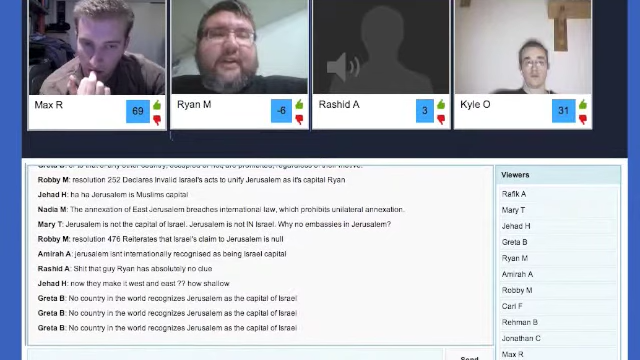 Max R
69
Ryan M
-6
Rashid A
3
Kyle O
31
Robby M: resolution 252 Declares Invalid Israel's acts to unify Jerusalem as it's capital Ryan
Jehad H: ha ha Jerusalem is Muslims capital
Nadia M: The annexation of East Jerusalem breaches international law, which prohibits unilateral annexation.
Mary T: Jerusalem is not the capital of Israel. Jerusalem is not IN Israel. Why no embassies in Jerusalem?
Robby M: resolution 476 Reiterates that Israel's claim to Jerusalem is null
Amirah A: jerusalem isnt internationally recognised as being Israel capital
Rashid A: Shit that guy Ryan has absolutely no clue
Jehad H: now they make it west and east ?? how shallow
Greta B: No country in the world recognizes Jerusalem as the capital of Israel
Greta B: No country in the world recognizes Jerusalem as the capital of Israel
Greta B: No country in the world recognizes Jerusalem as the capital of Israel
Send
Viewers
Rafik A
Mary T
Jehad H
Greta B
Ryan M
Amirah A
Robby M
Carl F
Rehman B
Jonathan C
Max R